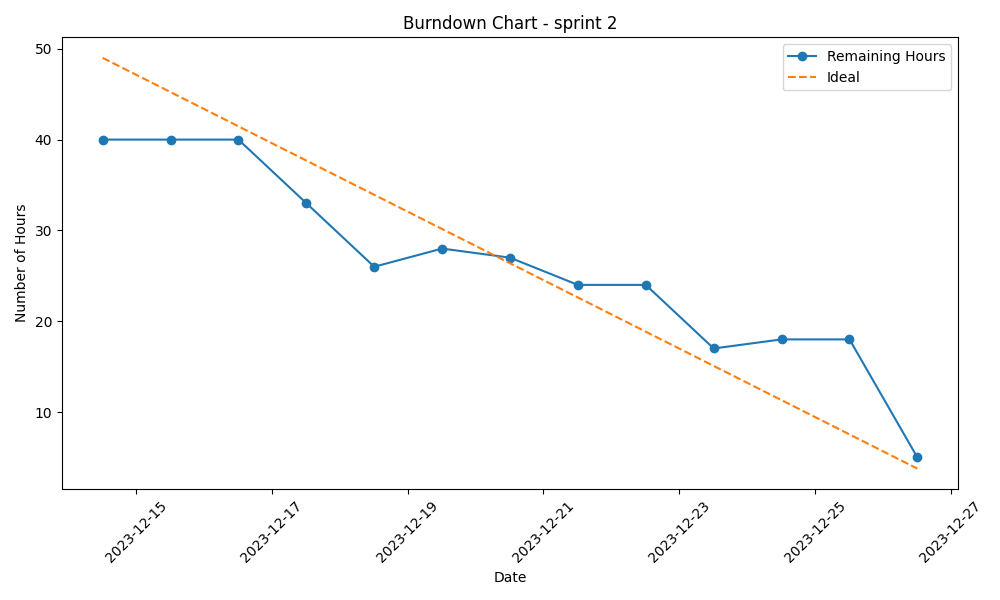 Burndown Chart - sprint 2
Remaining Hours
Ideal
Number of Hours
50
40
30
20
10
2023-12-15
2023-12-17
2023-12-19
2023-12-21
2023-12-23
2023-12-25
2023-12-27
Date